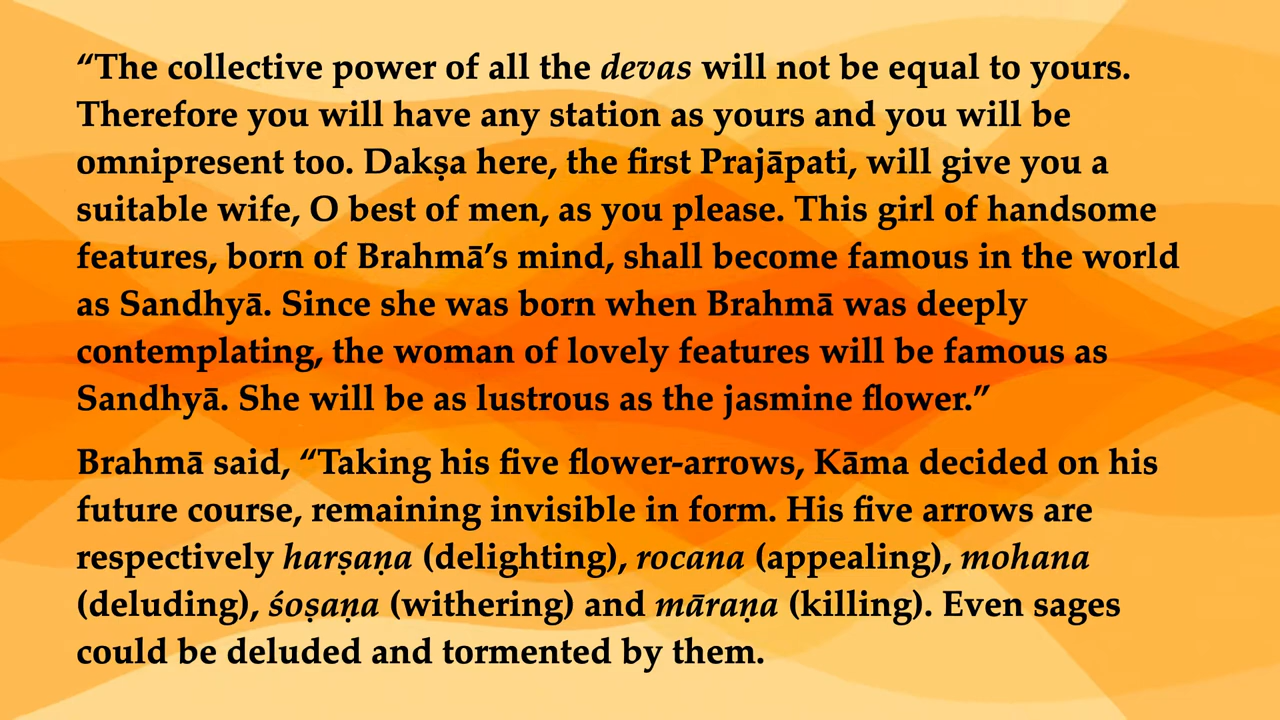 “The collective power of all the devas will not be equal to yours.
Therefore you will have any station as yours and you will be
omnipresent too. Dakṣa here, the first Prajāpati, will give you a
suitable wife, O best of men, as you please. This girl of handsome
features, born of Brahmā’s mind, shall become famous in the world
as Sandhyā. Since she was born when Brahmā was deeply
contemplating, the woman of lovely features will be famous as
Sandhyā. She will be as lustrous as the jasmine flower.”
Brahmā said, “Taking his five flower-arrows, Kāma decided on his
future course, remaining invisible in form. His five arrows are
respectively harṣaṇa (delighting), rocana (appealing), mohana
(deluding), śoṣaṇa (withering) and māraṇa (killing). Even sages
could be deluded and tormented by them.